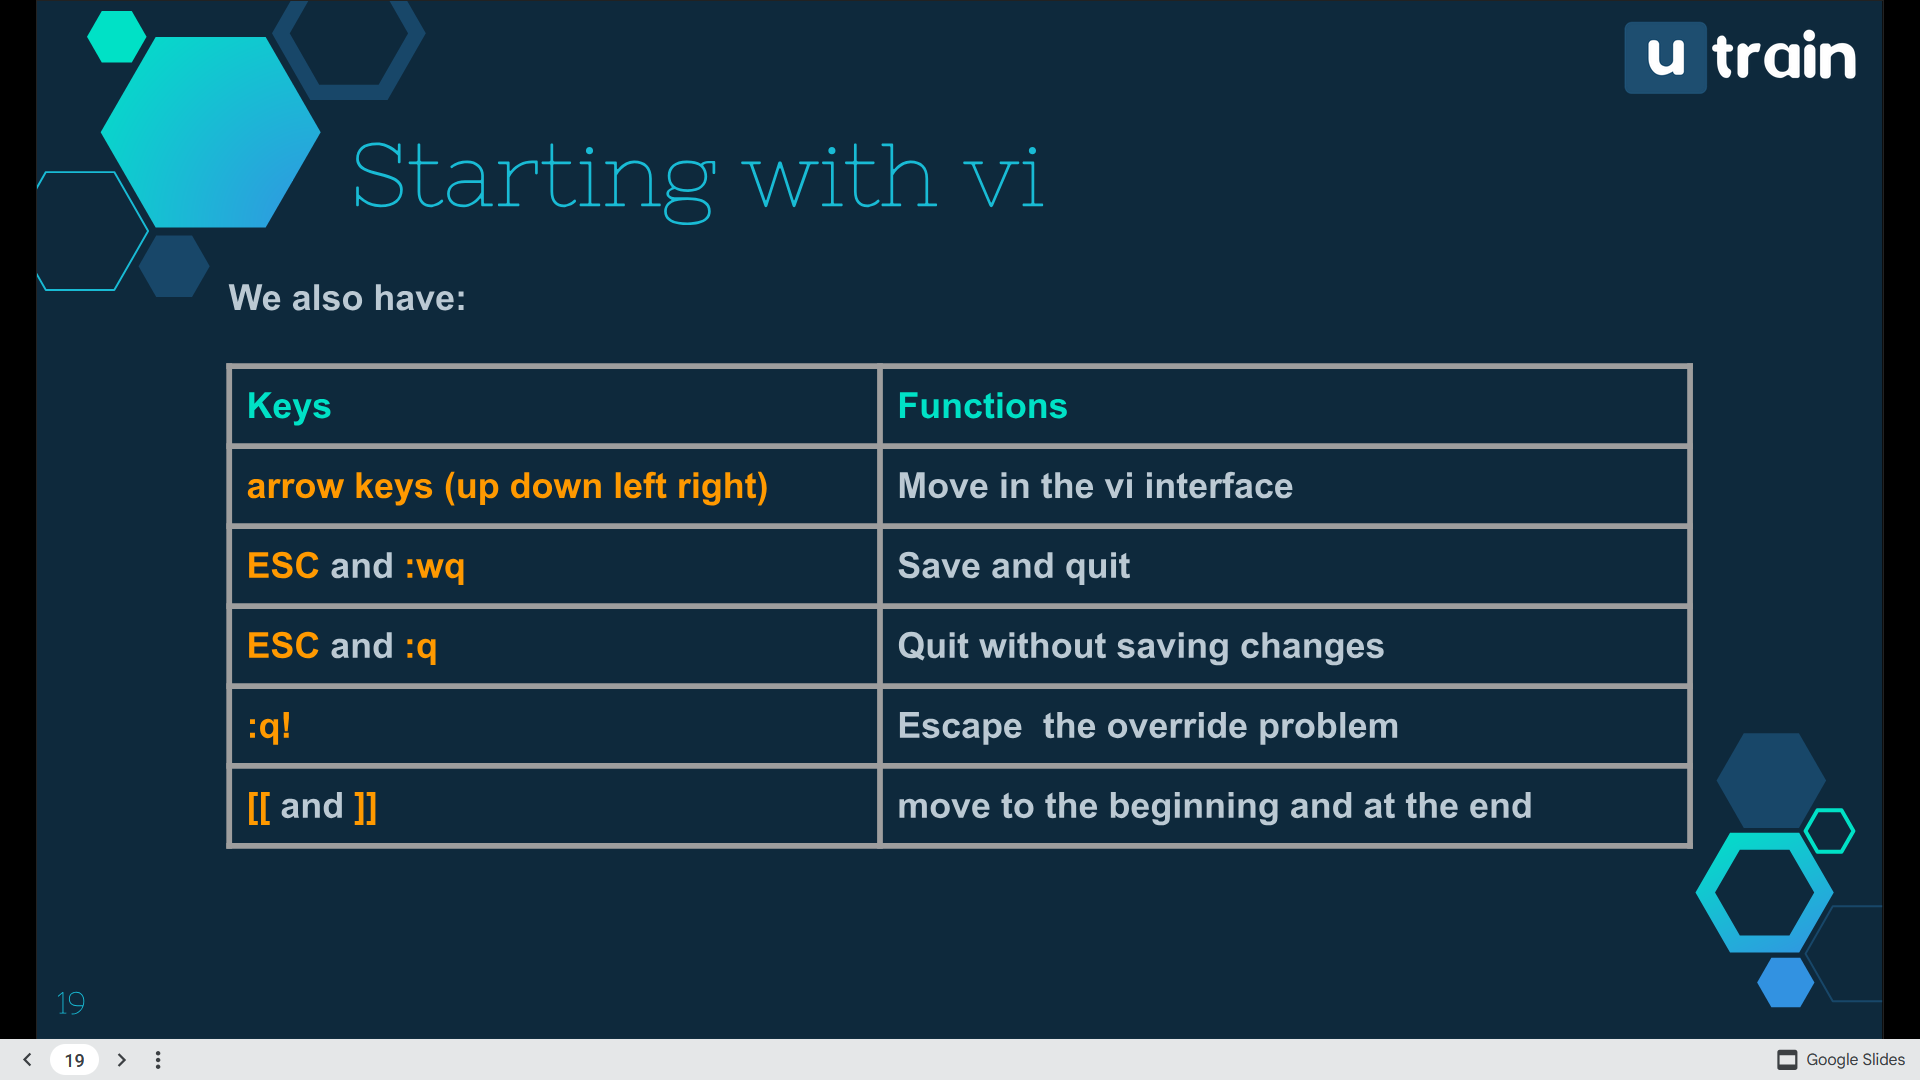 u train
Starting with vi
We also have:
Keys Functions
arrow keys (up down left right) Move in the vi interface
ESC and :wq Save and quit
ESC and :q Quit without saving changes
:q! Escape  the override problem
[[ and ]] move to the beginning and at the end
19
19 Google Slides